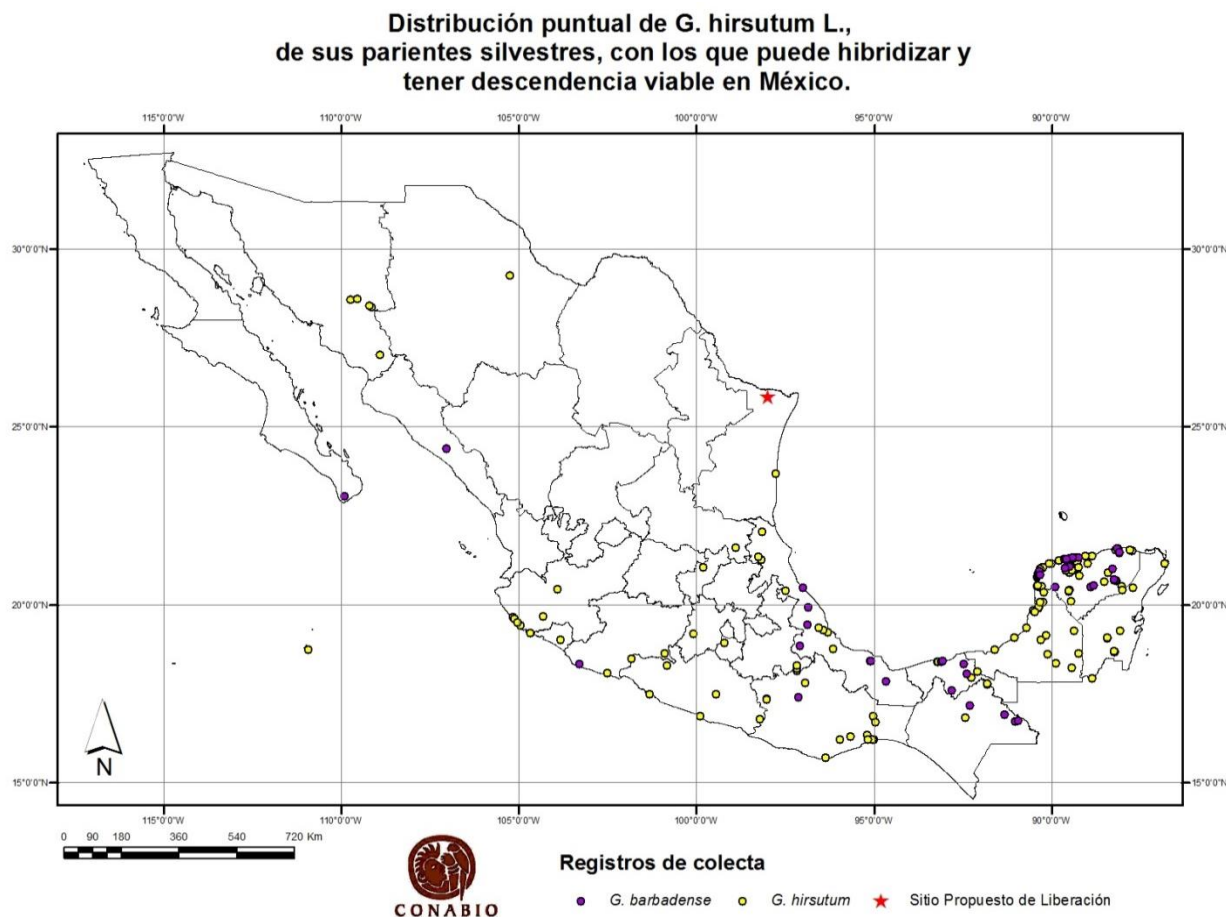 Distribución puntual de G. hirsutum L.,
de sus parientes silvestres, con los que puede hibridizar y
tener descendencia viable en México.
115°0'0"W 110°0'0"W 105°0'0"W 100°0'0"W 95°0'0"W 90°0'0"W
30°0'0"N 30°0'0"N
25°0'0"N 25°0'0"N
20°0'0"N 20°0'0"N
15°0'0"N 15°0'0"N
N
115°0'0"W 110°0'0"W 105°0'0"W 100°0'0"W 95°0'0"W 90°0'0"W
0 90 180 360 540 720 Km
CONABIO
Registros de colecta
G. barbadense G. hirsutum Sitio Propuesto de Liberación